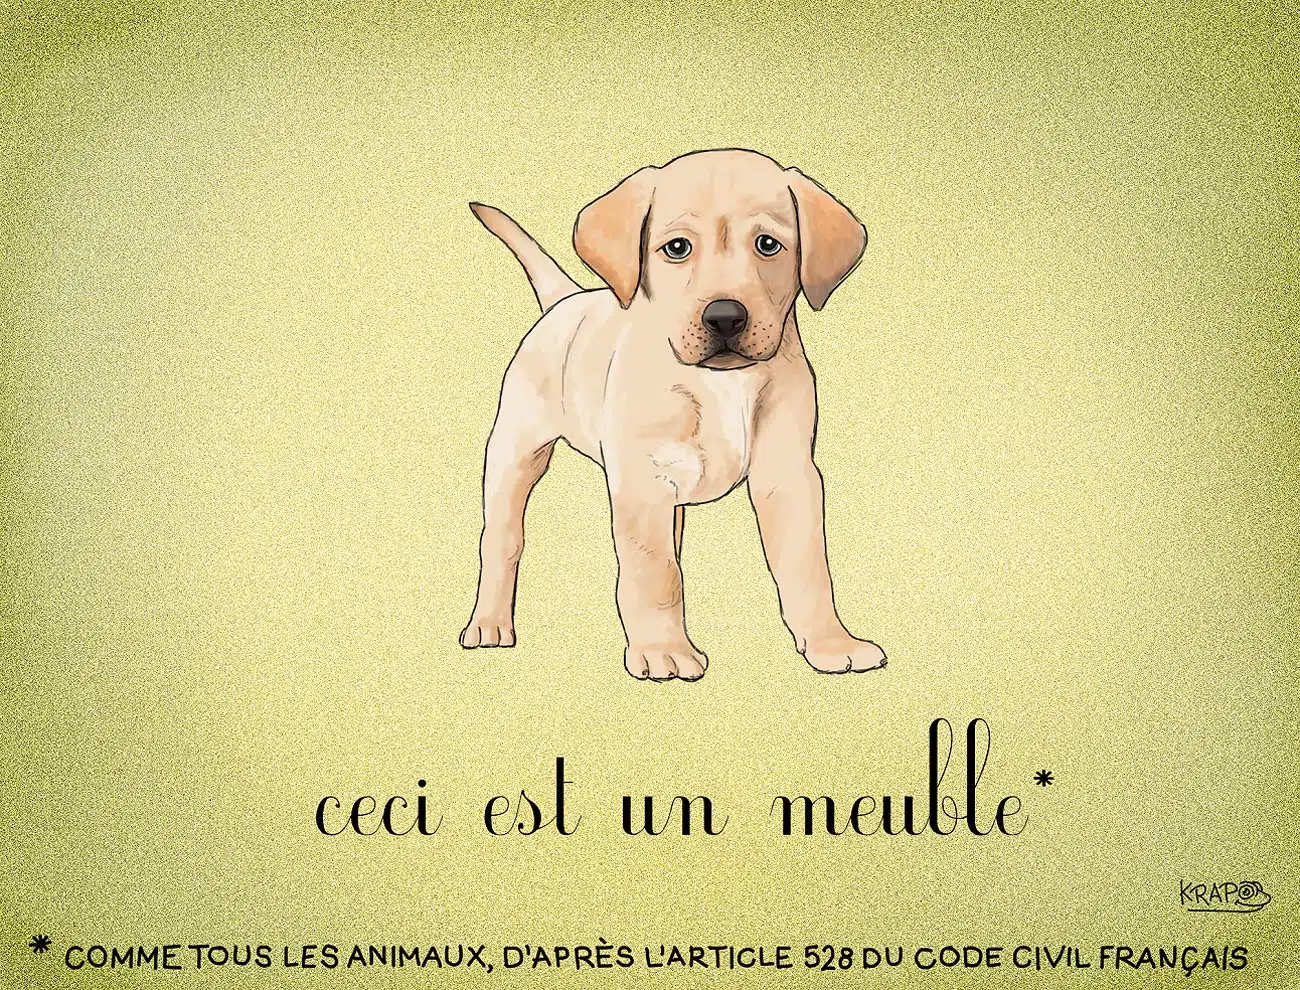 ceci est un meuble*
KRAPO
* COMME TOUS LES ANIMAUX, D'APRÈS L'ARTICLE 528 DU CODE CIVIL FRANÇAIS